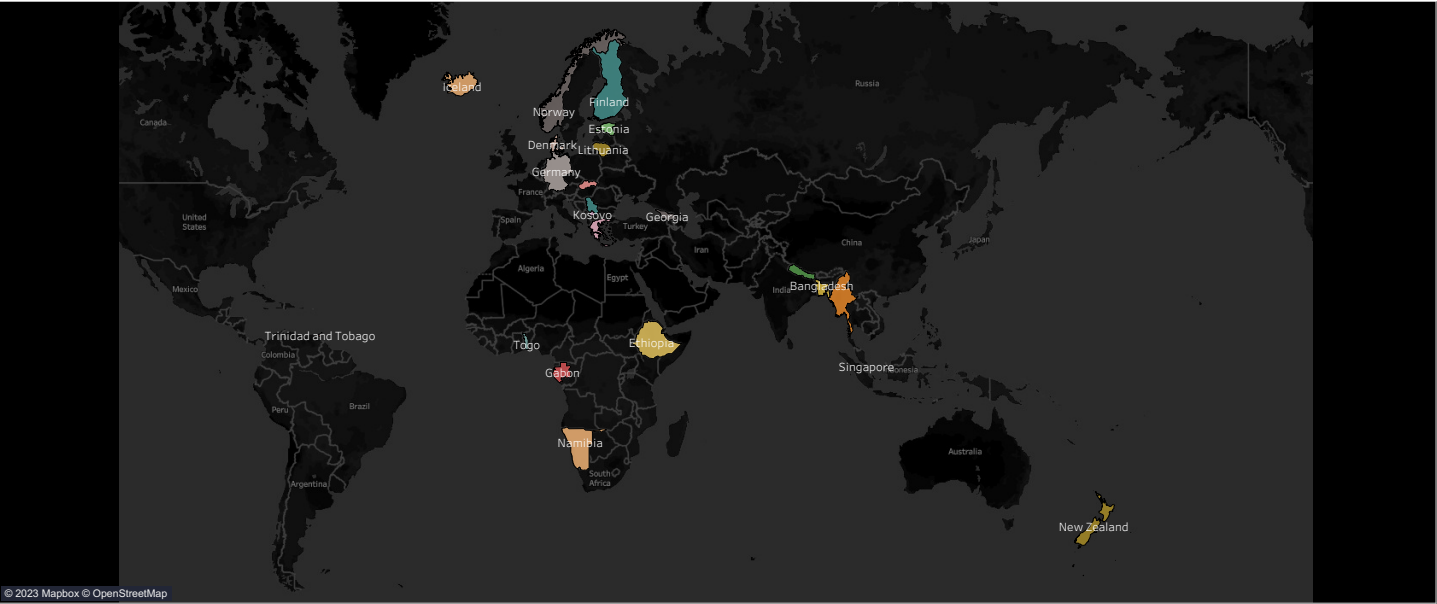 Russia
Iceland
Finland
Norway
Canada
Estonia
Denmark
Lithuania
Germany
France
Kosovo
Georgia
United
States
Spain
Turkey
Japan
China
Iran
Algeria
Egypt
Mexico
India
Bangladesh
Trinidad and Tobago
Togo
Ethiopia
Colombia
Singapore
onesia
Gabon
Brazil
Peru
Namibia
Australia
South
Africa
Argentina
New Zealand
© 2023 Mapbox © OpenStreetMap